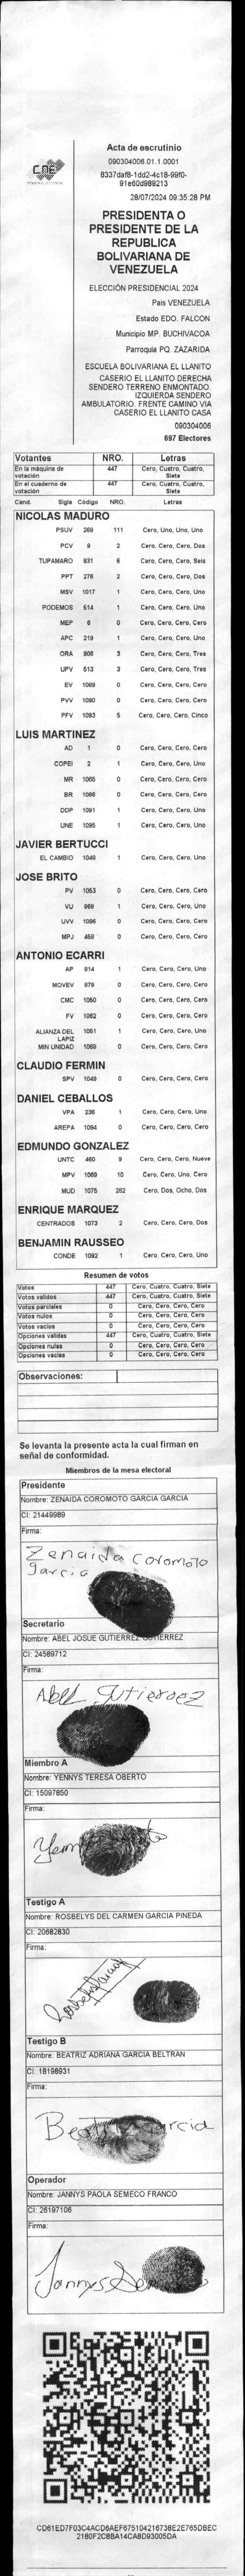 Acta de escrutinio
CNE
090304006.01.1.0001
8337daf8-1dd2-4c18-99f0-
91e60d989213
28/07/2024 09:35:28 PM
PRESIDENTA O
PRESIDENTE DE LA
REPUBLICA
BOLIVARIANA DE
VENEZUELA
ELECCIÓN PRESIDENCIAL 2024
Pais VENEZUELA
Estado EDO. FALCON
Municipio MP. BUCHIVACOA
Parroquia PQ. ZAZARIDA
ESCUELA BOLIVARIANA EL LLANITO
CASERIO EL LLANITO DERECHA
SENDERO TERRENO ENMONTADO.
IZQUIERDA SENDERO
AMBULATORIO. FRENTE CAMINO VIA
CASERIO EL LLANITO CASA
090304006
697 Electores
Votantes NRO. Letras
En la máquina de votación 447 Cero, Cuatro, Cuatro, Siete
En el cuaderno de votación 447 Cero, Cuatro, Cuatro, Siete
Cand. Sigla Código NRO. Letras
NICOLAS MADURO
PSUV 269 111 Cero, Uno, Uno, Uno
PCV 9 2 Cero, Cero, Cero, Dos
TUPAMARO 931 6 Cero, Cero, Cero, Seis
PPT 276 2 Cero, Cero, Cero, Dos
MSV 1017 1 Cero, Cero, Cero, Uno
PODEMOS 514 1 Cero, Cero, Cero, Uno
MEP 6 0 Cero, Cero, Cero, Cero
APC 219 1 Cero, Cero, Cero, Uno
ORA 906 3 Cero, Cero, Cero, Tres
UPV 513 3 Cero, Cero, Cero, Tres
EV 1089 0 Cero, Cero, Cero, Cero
PVV 1090 0 Cero, Cero, Cero, Cero
PFV 1093 5 Cero, Cero, Cero, Cinco
LUIS MARTINEZ
AD 1 0 Cero, Cero, Cero, Cero
COPEI 2 1 Cero, Cero, Cero, Uno
MR 1065 0 Cero, Cero, Cero, Cero
BR 1066 0 Cero, Cero, Cero, Cero
DDP 1091 1 Cero, Cero, Cero, Uno
UNE 1095 1 Cero, Cero, Cero, Uno
JAVIER BERTUCCI
EL CAMBIO 1048 1 Cero, Cero, Cero, Uno
JOSE BRITO
PV 1053 0 Cero, Cero, Cero, Cero
VU 968 1 Cero, Cero, Cero, Uno
UVV 1096 0 Cero, Cero, Cero, Cero
MPJ 458 0 Cero, Cero, Cero, Cero
ANTONIO ECARRI
AP 814 1 Cero, Cero, Cero, Uno
MOVEV 978 0 Cero, Cero, Cero, Cero
CMC 1050 0 Cero, Cero, Cero, Cero
FV 1062 0 Cero, Cero, Cero, Cero
ALIANZA DEL LAPIZ 1051 1 Cero, Cero, Cero, Uno
MIN UNIDAD 1068 0 Cero, Cero, Cero, Cero
CLAUDIO FERMIN
SPV 1049 0 Cero, Cero, Cero, Cero
DANIEL CEBALLOS
VPA 236 1 Cero, Cero, Cero, Uno
AREPA 1094 0 Cero, Cero, Cero, Cero
EDMUNDO GONZALEZ
UNTC 460 9 Cero, Cero, Cero, Nueve
MPV 1069 10 Cero, Cero, Uno, Cero
MUD 1075 282 Cero, Dos, Ocho, Dos
ENRIQUE MARQUEZ
CENTRADOS 1073 2 Cero, Cero, Cero, Dos
BENJAMIN RAUSSEO
CONDE 1092 1 Cero, Cero, Cero, Uno
Resumen de votos
Votos 447 Cero, Cuatro, Cuatro, Siete
Votos validos 447 Cero, Cuatro, Cuatro, Siete
Votos parciales 0 Cero, Cero, Cero, Cero
Votos nulos 0 Cero, Cero, Cero, Cero
Votos vacios 0 Cero, Cero, Cero, Cero
Opciones validas 447 Cero, Cuatro, Cuatro, Siete
Opciones nulas 0 Cero, Cero, Cero, Cero
Opciones vacias 0 Cero, Cero, Cero, Cero
Observaciones:
Se levanta la presente acta la cual firman en
señal de conformidad.
Miembros de la mesa electoral
Presidente
Nombre: ZENAIDA COROMOTO GARCIA GARCIA
CI: 21449989
Firma:
Zenaida Coromoto
garcia
Secretario
Nombre: ABEL JOSUE GUTIERREZ GUTIERREZ
CI: 24589712
Firma:
Abel Gutierrez
Miembro A
Nombre: YENNYS TERESA OBERTO
CI: 15097850
Firma:
Testigo A
Nombre: ROSBELYS DEL CARMEN GARCIA PINEDA
CI: 20682830
Firma:
Testigo B
Nombre: BEATRIZ ADRIANA GARCIA BELTRAN
CI: 18198931
Firma:
Beatriz Garcia
Operador
Nombre: JANNYS PAOLA SEMECO FRANCO
CI: 26197106
Firma:
Jannys
CD61ED7F03C4ACD6AEF675104216736E2E765DBEC
2180F2C8BA14CA8D93005DA